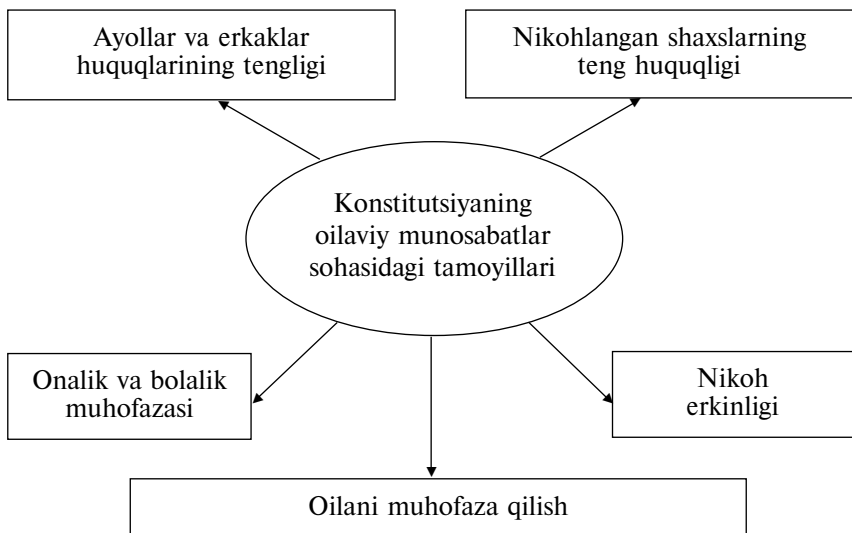 Ayollar va erkaklar
huquqlarining tengligi
Nikohlangan shaxslarning
teng huquqligi
Konstitutsiyaning
oilaviy munosabatlar
sohasidagi tamoyillari
Onalik va bolalik
muhofazasi
Nikoh
erkinligi
Oilani muhofaza qilish